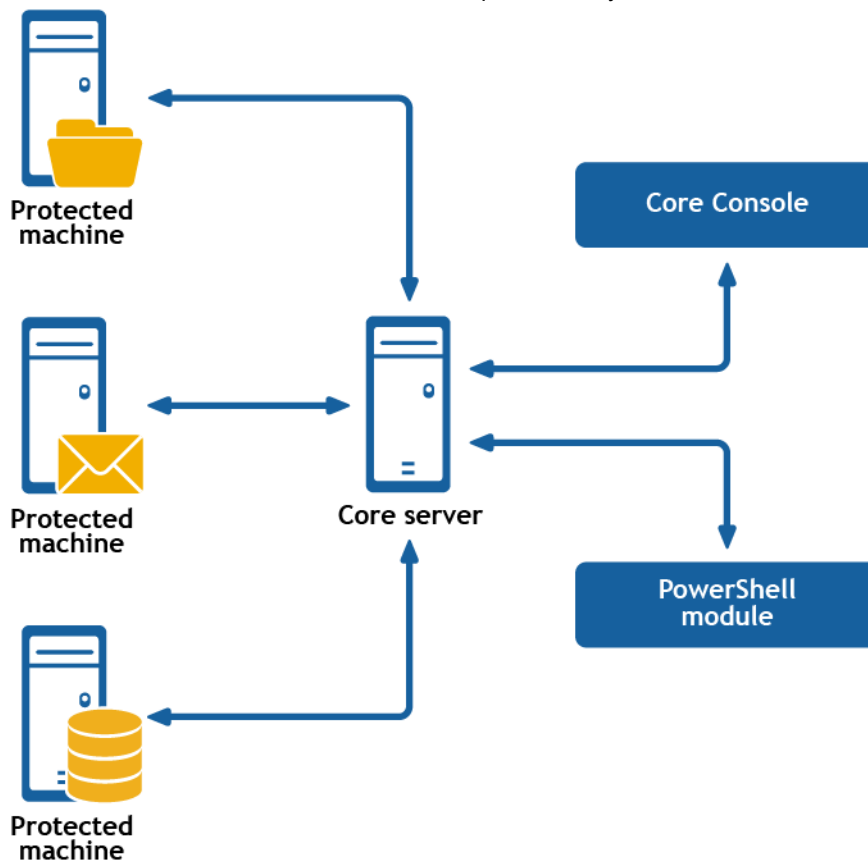 Protected
machine
Core Console
Protected
machine
Core server
PowerShell
module
Protected
machine